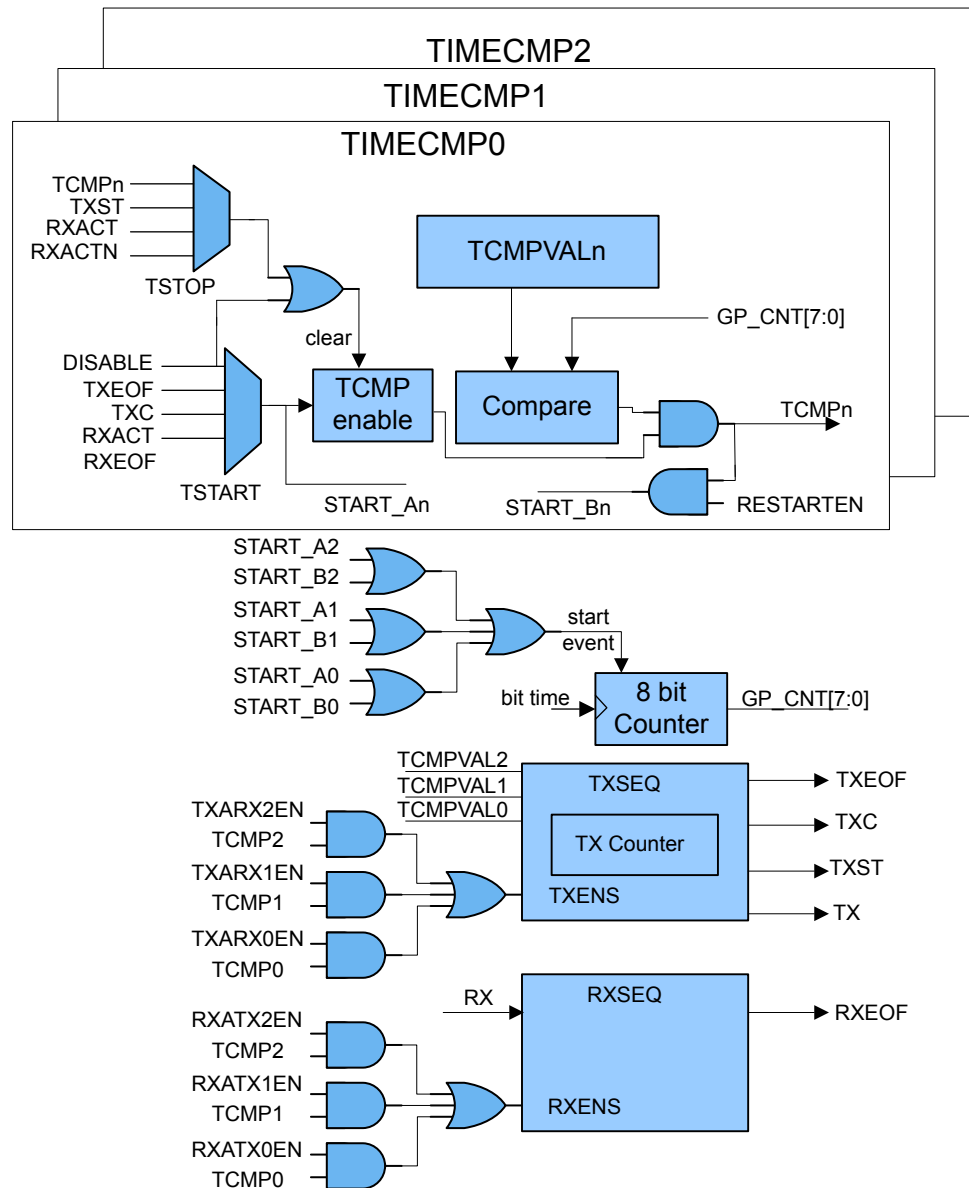 TIMECMP2
TIMECMP1
TIMECMP0
TCMPn
TXST
RXACT
RXACTN
TSTOP
TCMPVALn
GP_CNT[7:0]
clear
DISABLE
TXEOF
TXC
RXACT
RXEOF
TSTART
TCMP
enable
Compare
TCMPn
START_An
START_Bn
RESTARTEN
START_A2
START_B2
START_A1
START_B1
START_A0
START_B0
start
event
bit time
8 bit
Counter
GP_CNT[7:0]
TCMPVAL2
TCMPVAL1
TCMPVAL0
TXARX2EN
TCMP2
TXARX1EN
TCMP1
TXARX0EN
TCMP0
TXSEQ
TX Counter
TXENS
TXEOF
TXC
TXST
TX
RX
RXSEQ
RXEOF
RXATX2EN
TCMP2
RXATX1EN
TCMP1
RXATX0EN
TCMP0
RXENS